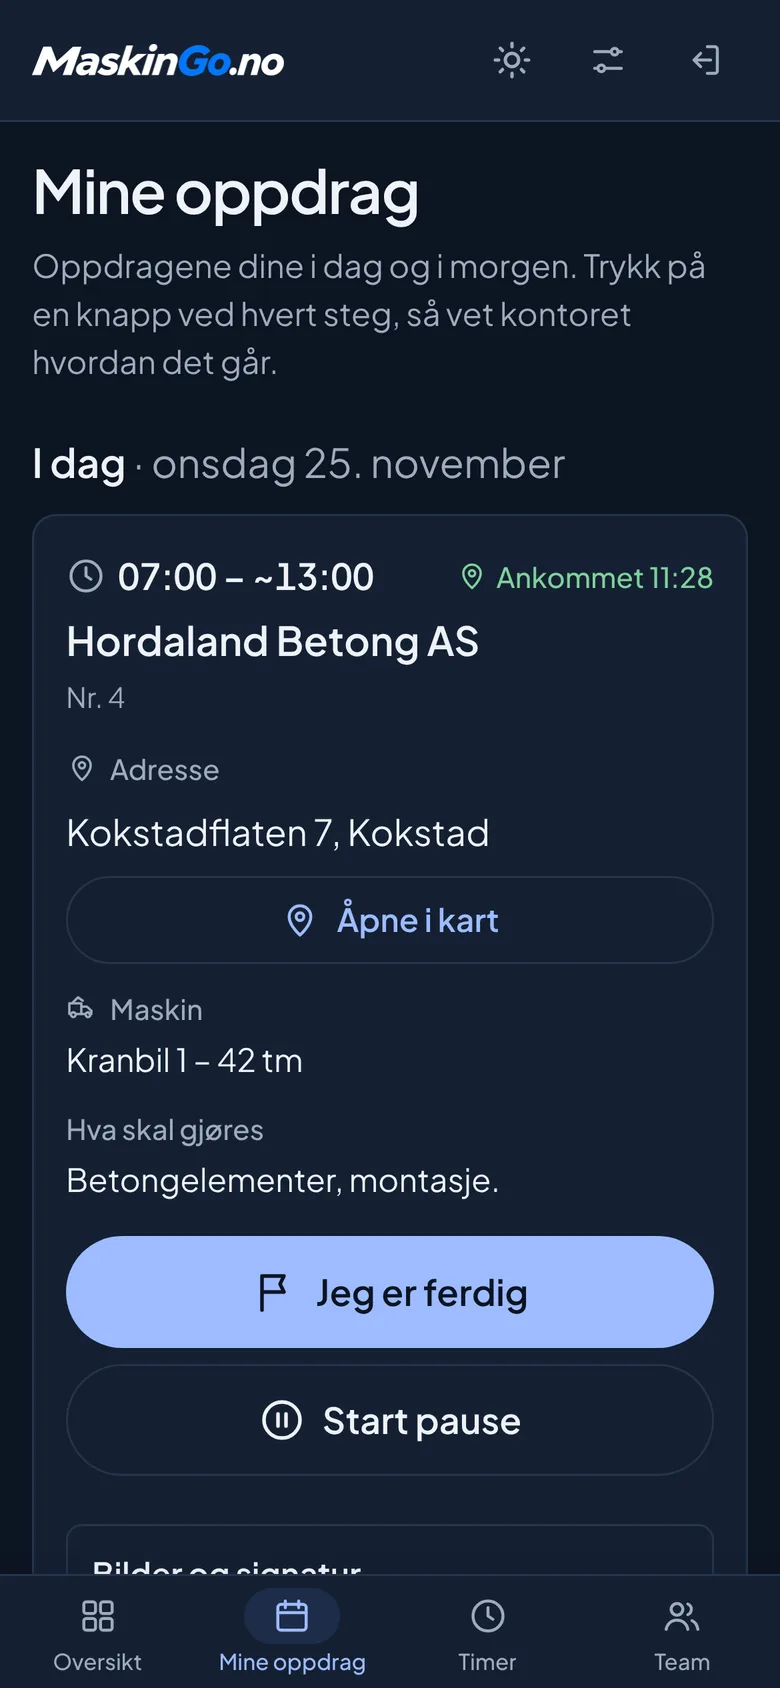 MaskinGo.no
Mine oppdrag
Oppdragene dine i dag og i morgen. Trykk på
en knapp ved hvert steg, så vet kontoret
hvordan det går.
I dag · onsdag 25. november
07:00 – ~13:00
Ankommet 11:28
Hordaland Betong AS
Nr. 4
Adresse
Kokstadflaten 7, Kokstad
Åpne i kart
Maskin
Kranbil 1 – 42 tm
Hva skal gjøres
Betongelementer, montasje.
Jeg er ferdig
Start pause
Bilder og signatur
Oversikt
Mine oppdrag
Timer
Team